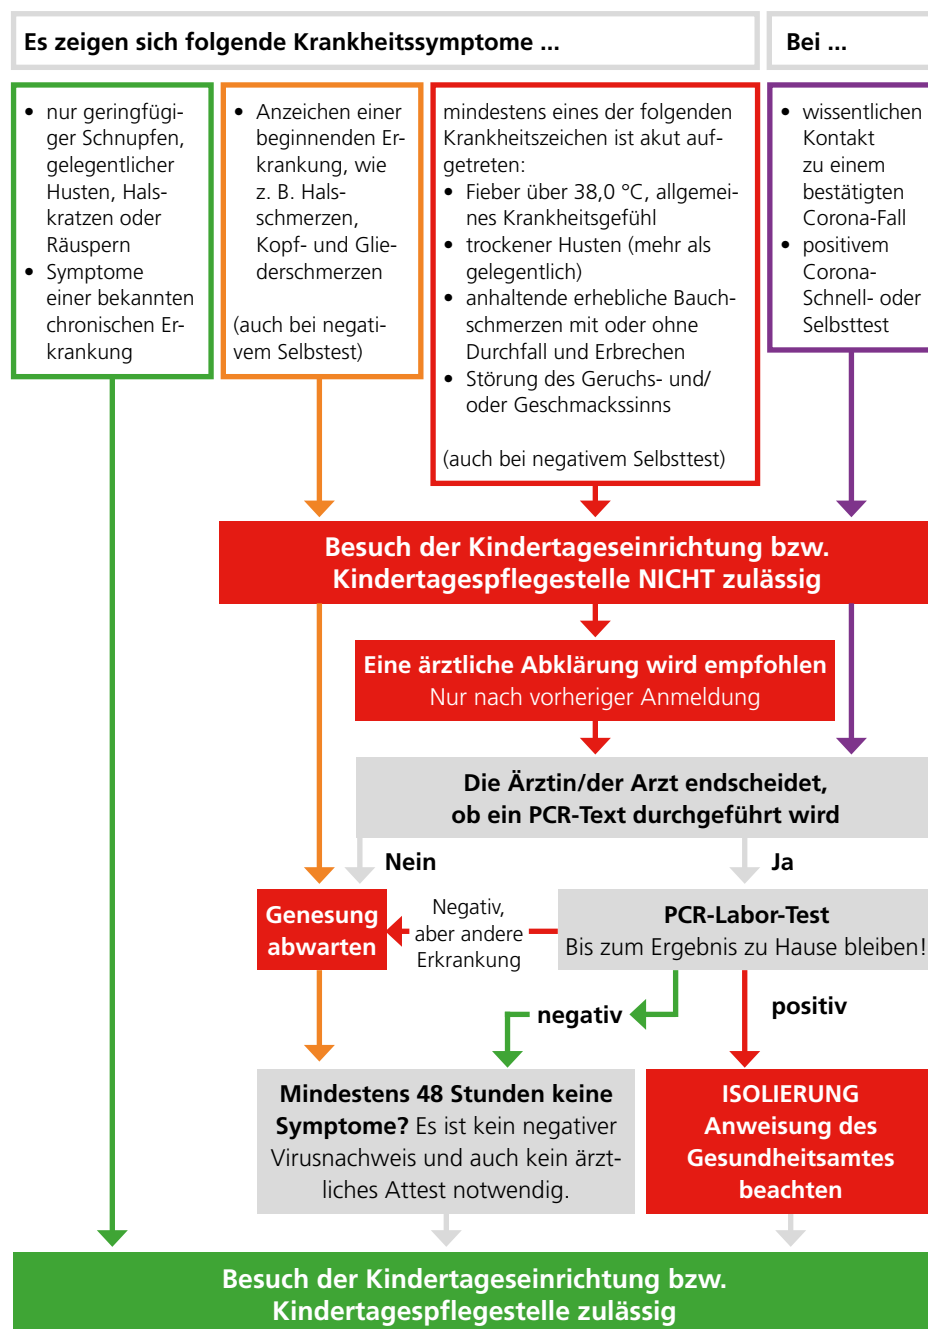 Es zeigen sich folgende Krankheitssymptome ...
Bei ...
• nur geringfügi-
ger Schnupfen,
gelegentlicher
Husten, Hals-
kratzen oder
Räuspern
• Symptome
einer bekannten
chronischen Er-
krankung
• Anzeichen einer
beginnenden Er-
krankung, wie
z. B. Hals-
schmerzen,
Kopf- und Glie-
derschmerzen
(auch bei negati-
vem Selbstest)
mindestens eines der folgenden
Krankheitszeichen ist akut auf-
getreten:
• Fieber über 38,0 °C, allgemei-
nes Krankheitsgefühl
• trockener Husten (mehr als
gelegentlich)
• anhaltende erhebliche Bauch-
schmerzen mit oder ohne
Durchfall und Erbrechen
• Störung des Geruchs- und/
oder Geschmackssinns
(auch bei negativem Selbsttest)
• wissentlichen
Kontakt
zu einem
bestätigten
Corona-Fall
• positivem
Corona-
Schnell- oder
Selbsttest
Besuch der Kindertageseinrichtung bzw.
Kindertagespflegestelle NICHT zulässig
Eine ärztliche Abklärung wird empfohlen
Nur nach vorheriger Anmeldung
Die Ärztin/der Arzt endscheidet,
ob ein PCR-Text durchgeführt wird
Nein
Ja
Genesung
abwarten
Negativ,
aber andere
Erkrankung
PCR-Labor-Test
Bis zum Ergebnis zu Hause bleiben!
negativ
positiv
Mindestens 48 Stunden keine
Symptome? Es ist kein negativer
Virusnachweis und auch kein ärzt-
liches Attest notwendig.
ISOLIERUNG
Anweisung des
Gesundheitsamtes
beachten
Besuch der Kindertageseinrichtung bzw.
Kindertagespflegestelle zulässig